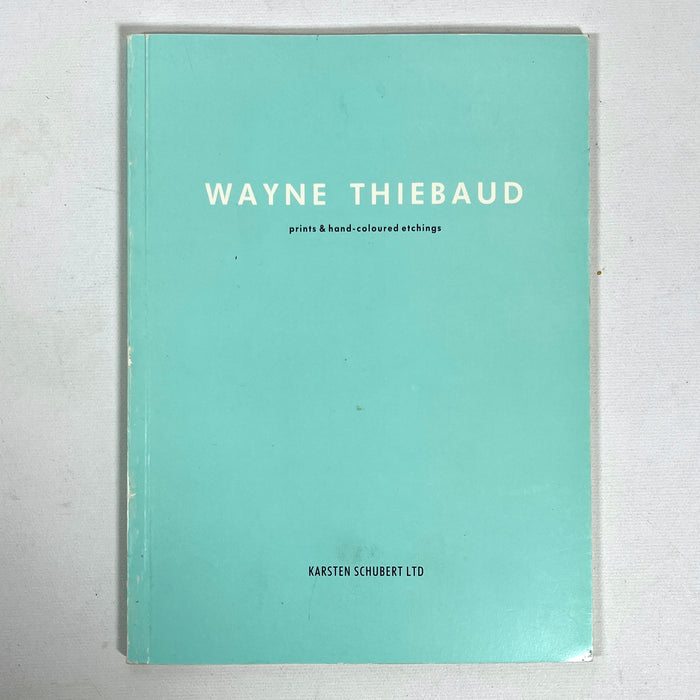 WAYNE THIEBAUD
prints & hand-coloured etchings
KARSTEN SCHUBERT LTD